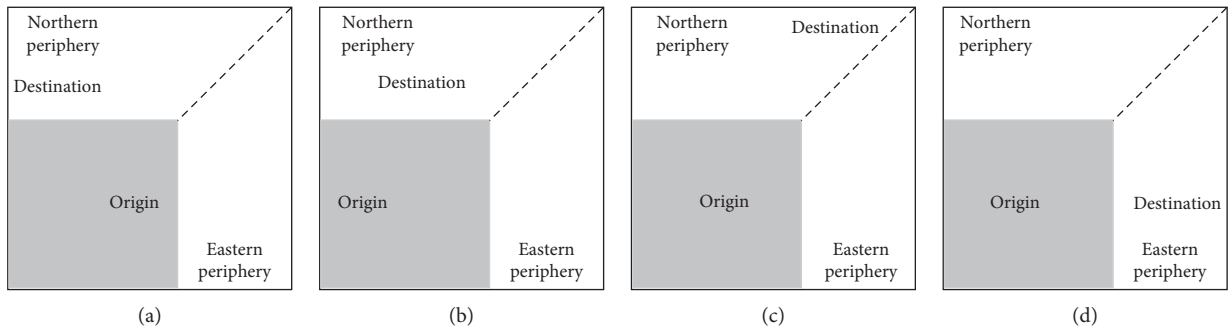 Northern
periphery
Destination
Origin
Eastern
periphery
(a)
Northern
periphery
Destination
Origin
Eastern
periphery
(b)
Northern
periphery
Destination
Origin
Eastern
periphery
(c)
Northern
periphery
Origin
Destination
Eastern
periphery
(d)